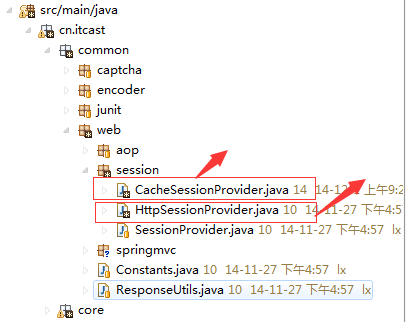 src/main/java
cn.itcast
common
captcha
encoder
junit
web
aop
session
CacheSessionProvider.java 14 14-12 上午9:2
HttpSessionProvider.java 10 14-11-27 下午4:5
SessionProvider.java 10 14-11-27 下午4:57 lx
springmvc
Constants.java 10 14-11-27 下午4:57 lx
ResponseUtils.java 10 14-11-27 下午4:57 lx
core